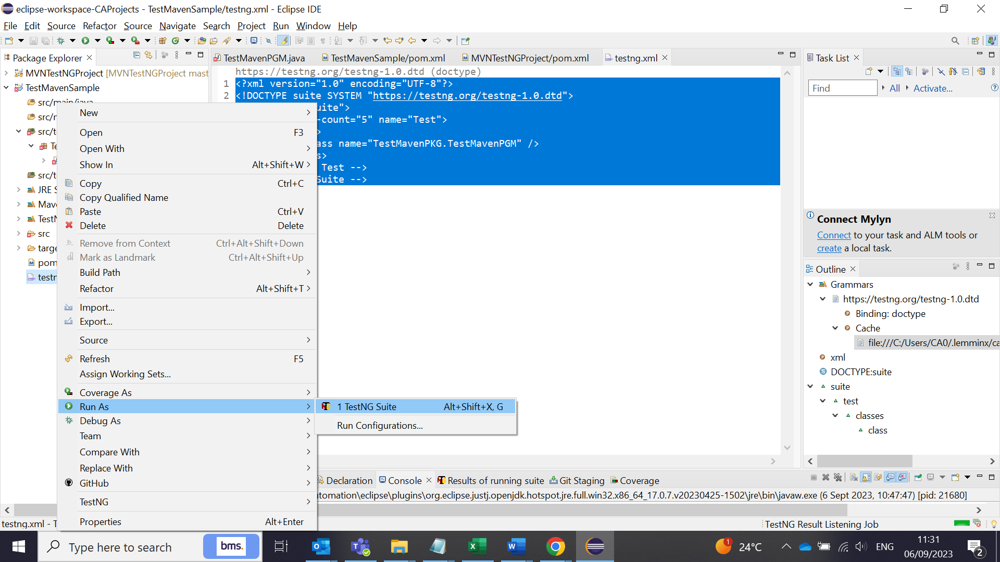 eclipse-workspace-CAProjects - TestMavenSample/testng.xml - Eclipse IDE
File Edit Source Refactor Source Navigate Search Project Run Window Help
Package Explorer
MVNTestNGProject [MVNTestNGProject mast
TestMavenSample
src/main/java
src/
src/t
Te
src/t
JRE S
Mave
TestN
src
targe
pom
testn
TestMavenPGM.java TestMavenSample/pom.xml MVNTestNGProject/pom.xml testng.xml
https://testng.org/testng-1.0.dtd (doctype)
1 <?xml version="1.0" encoding="UTF-8"?>
2 <!DOCTYPE suite SYSTEM "https://testng.org/testng-1.0.dtd">
uite">
-count="5" name="Test">
>
ass name="TestMavenPKG.TestMavenPGM" />
s>
Test -->
Suite -->
New
Open F3
Open With
Show In Alt+Shift+W
Copy Ctrl+C
Copy Qualified Name
Paste Ctrl+V
Delete Delete
Remove from Context Ctrl+Alt+Shift+Down
Mark as Landmark Ctrl+Alt+Shift+Up
Build Path
Refactor Alt+Shift+T
Import...
Export...
Source
Refresh F5
Assign Working Sets...
Coverage As
Run As
Debug As
Team
Compare With
Replace With
GitHub
TestNG
Properties Alt+Enter
1 TestNG Suite Alt+Shift+X, G
Run Configurations...
Task List
Find All Activate...
Connect Mylyn
Connect to your task and ALM tools or
create a local task.
Outline
Grammars
https://testng.org/testng-1.0.dtd
Binding: doctype
Cache
file:///C:/Users/CA0/.lemminx/ca
xml
DOCTYPE:suite
suite
test
classes
class
Declaration Console Results of running suite Git Staging Coverage
utomation\eclipse\plugins\org.eclipse.justj.openjdk.hotspot.jre.full.win32.x86_64_17.0.7.v20230425-1502\jre\bin\javaw.exe (6 Sept 2023, 10:47:47) [pid: 21680]
testng.xml - T
TestNG Result Listening Job
Type here to search
bms.
1
24°C
ENG
11:31
06/09/2023
2